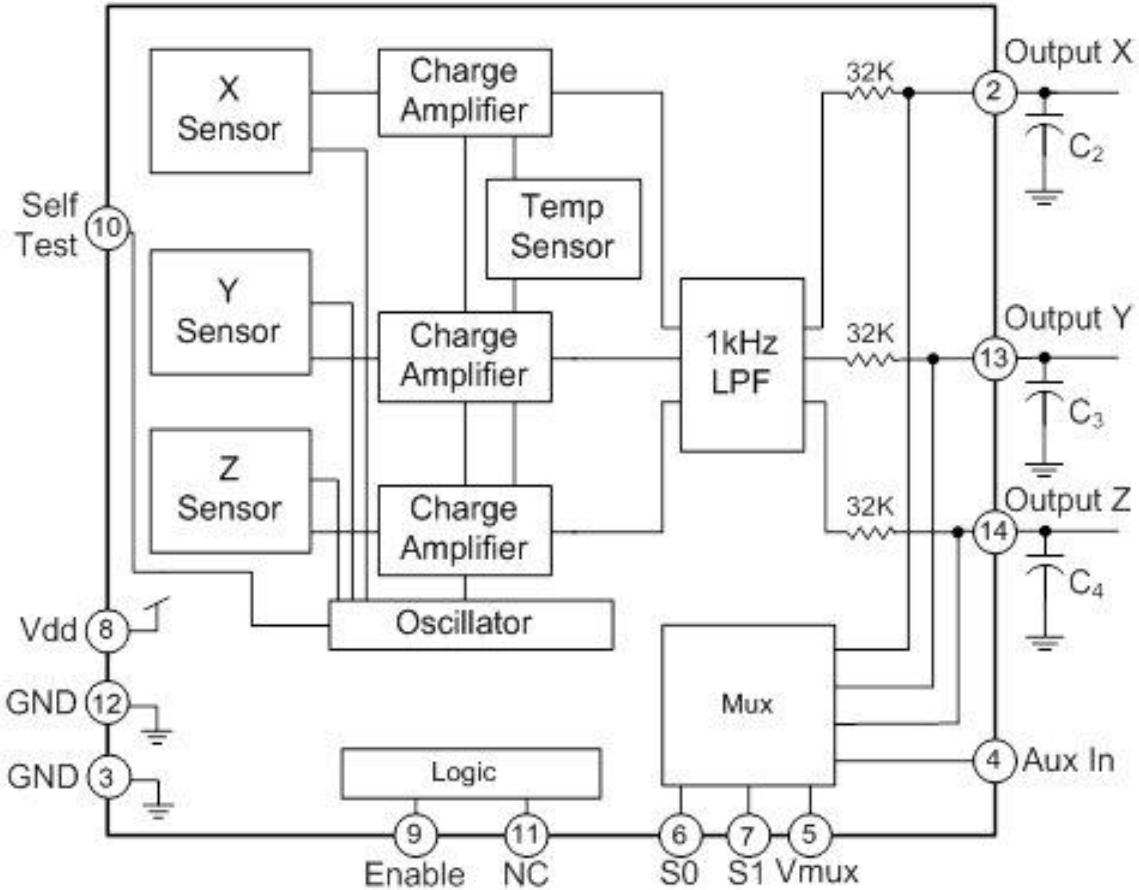 X
Sensor
Charge
Amplifier
32K
2
Output X
C2
Self
Test
10
Temp
Sensor
Y
Sensor
Charge
Amplifier
1kHz
LPF
32K
13
Output Y
C3
Z
Sensor
Charge
Amplifier
32K
14
Output Z
C4
Vdd
8
Oscillator
GND
12
GND
3
Logic
Mux
4
Aux In
9
Enable
11
NC
6
S0
7
S1
5
Vmux